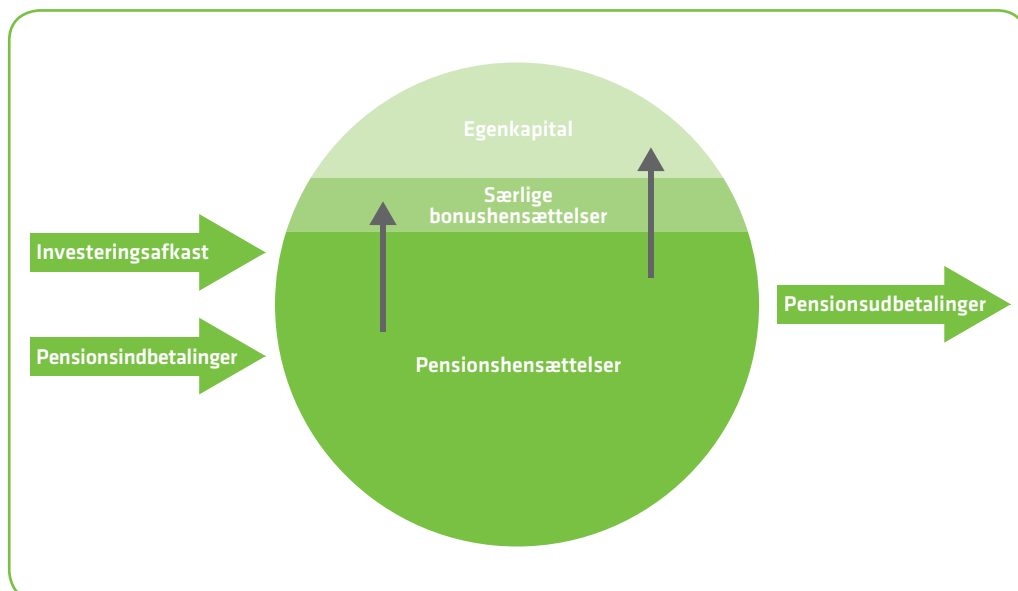 Egenkapital
Særlige
bonushensættelser
Investeringsafkast
Pensionsudbetalinger
Pensionsindbetalinger
Pensionshensættelser